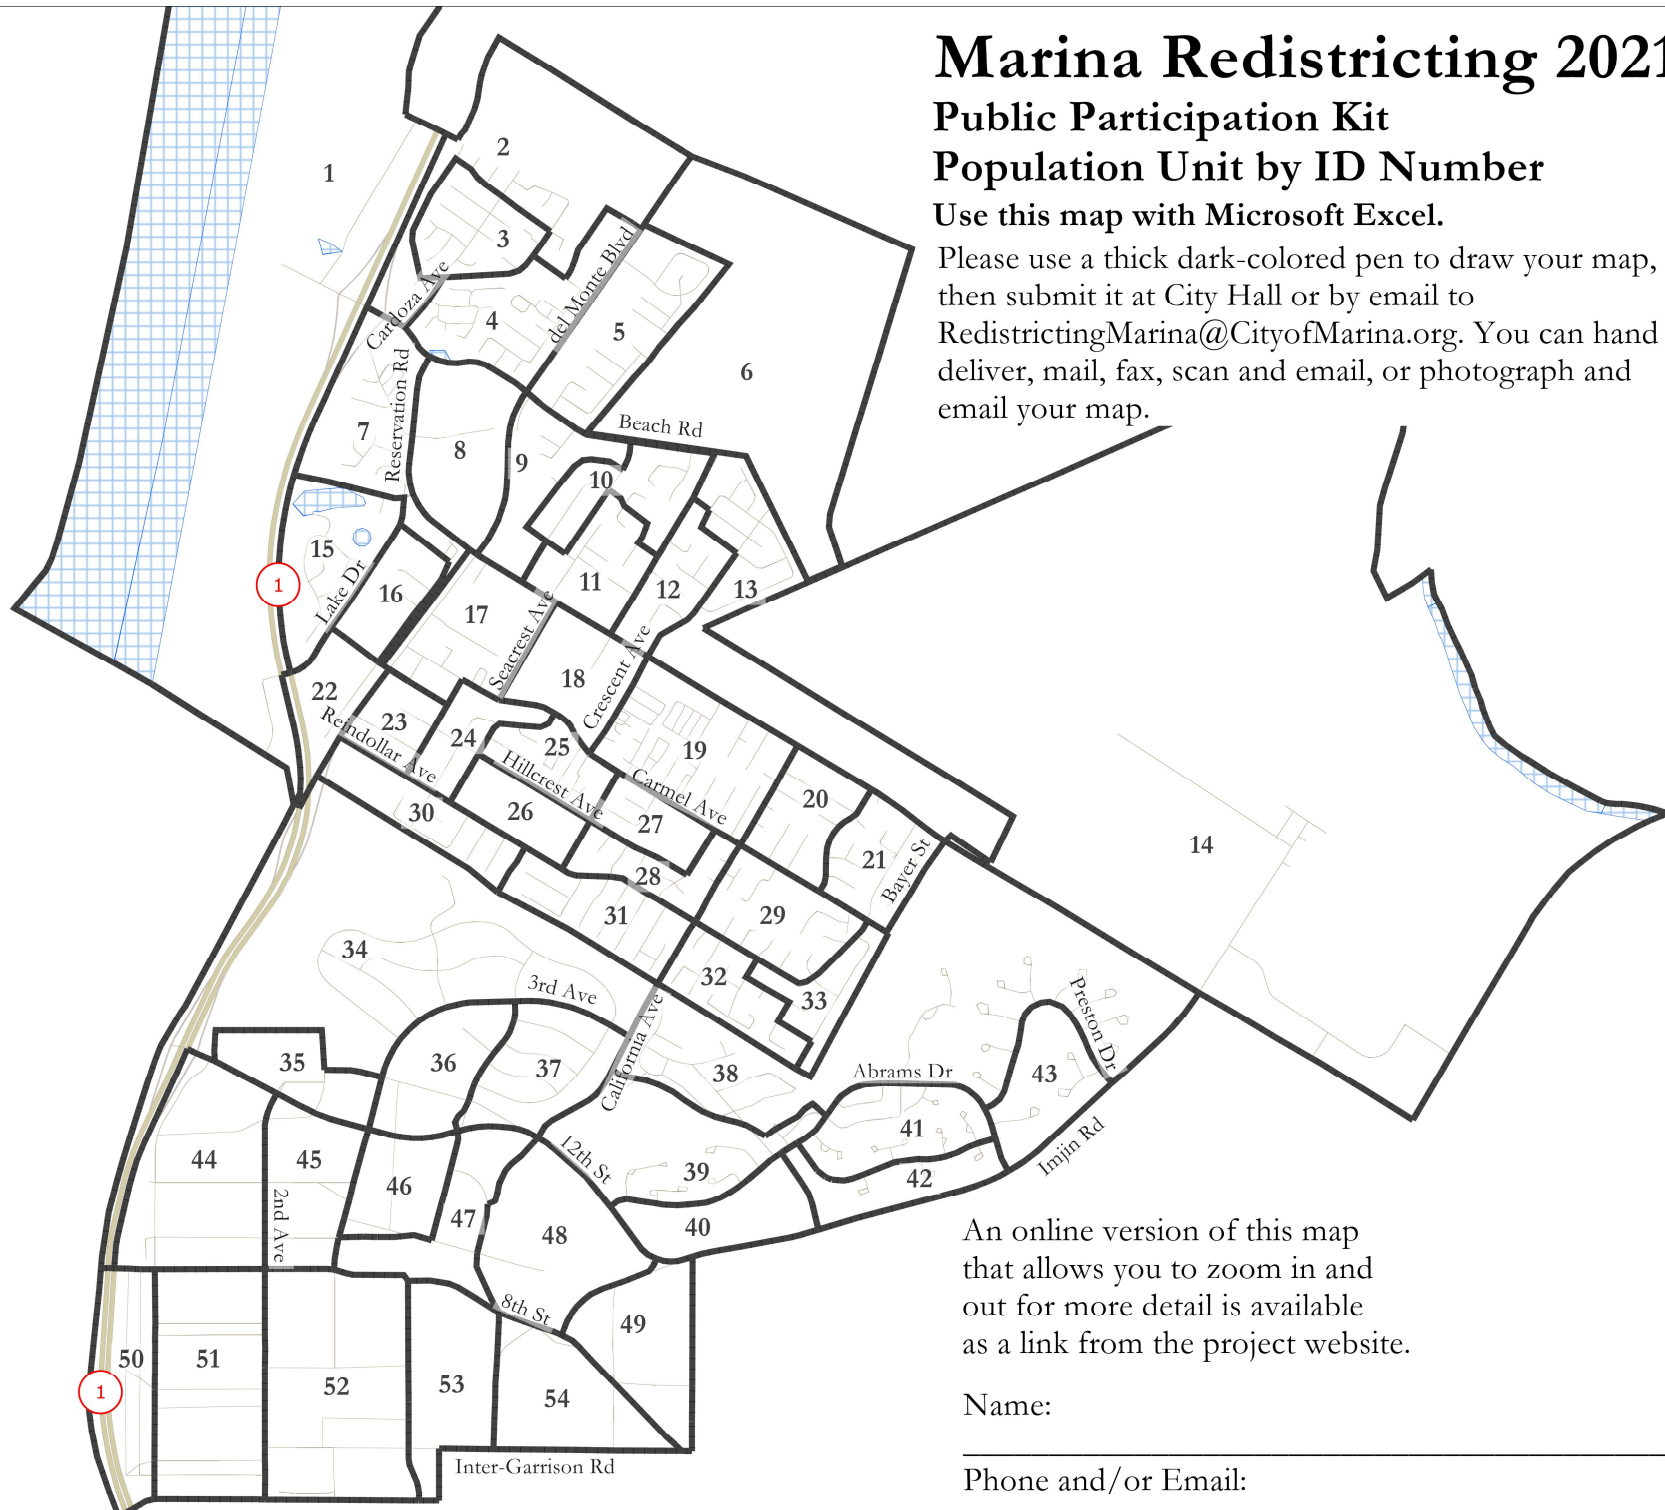 Marina Redistricting 2021
Public Participation Kit
Population Unit by ID Number
Use this map with Microsoft Excel.
Please use a thick dark-colored pen to draw your map,
then submit it at City Hall or by email to
RedistrictingMarina@CityofMarina.org. You can hand
deliver, mail, fax, scan and email, or photograph and
email your map.
1
2
3
Cardoza Ave
4
del Monte Blvd
5
6
7
Reservation Rd
8
9
Beach Rd
10
11
12
13
14
15
Lake Dr
16
1
17
Seacrest Ave
18
Crescent Ave
19
20
21
Bayer St
22
Reindollar Ave
23
24
25
Hillcrest Ave
Carmel Ave
26
27
28
29
30
31
32
33
34
3rd Ave
California Ave
35
36
37
38
Abrams Dr
Preston Dr
43
41
42
Imjin Rd
39
40
12th St
44
45
2nd Ave
46
47
48
8th St
49
50
51
52
53
54
1
Inter-Garrison Rd
An online version of this map
that allows you to zoom in and
out for more detail is available
as a link from the project website.
Name:
Phone and/or Email: